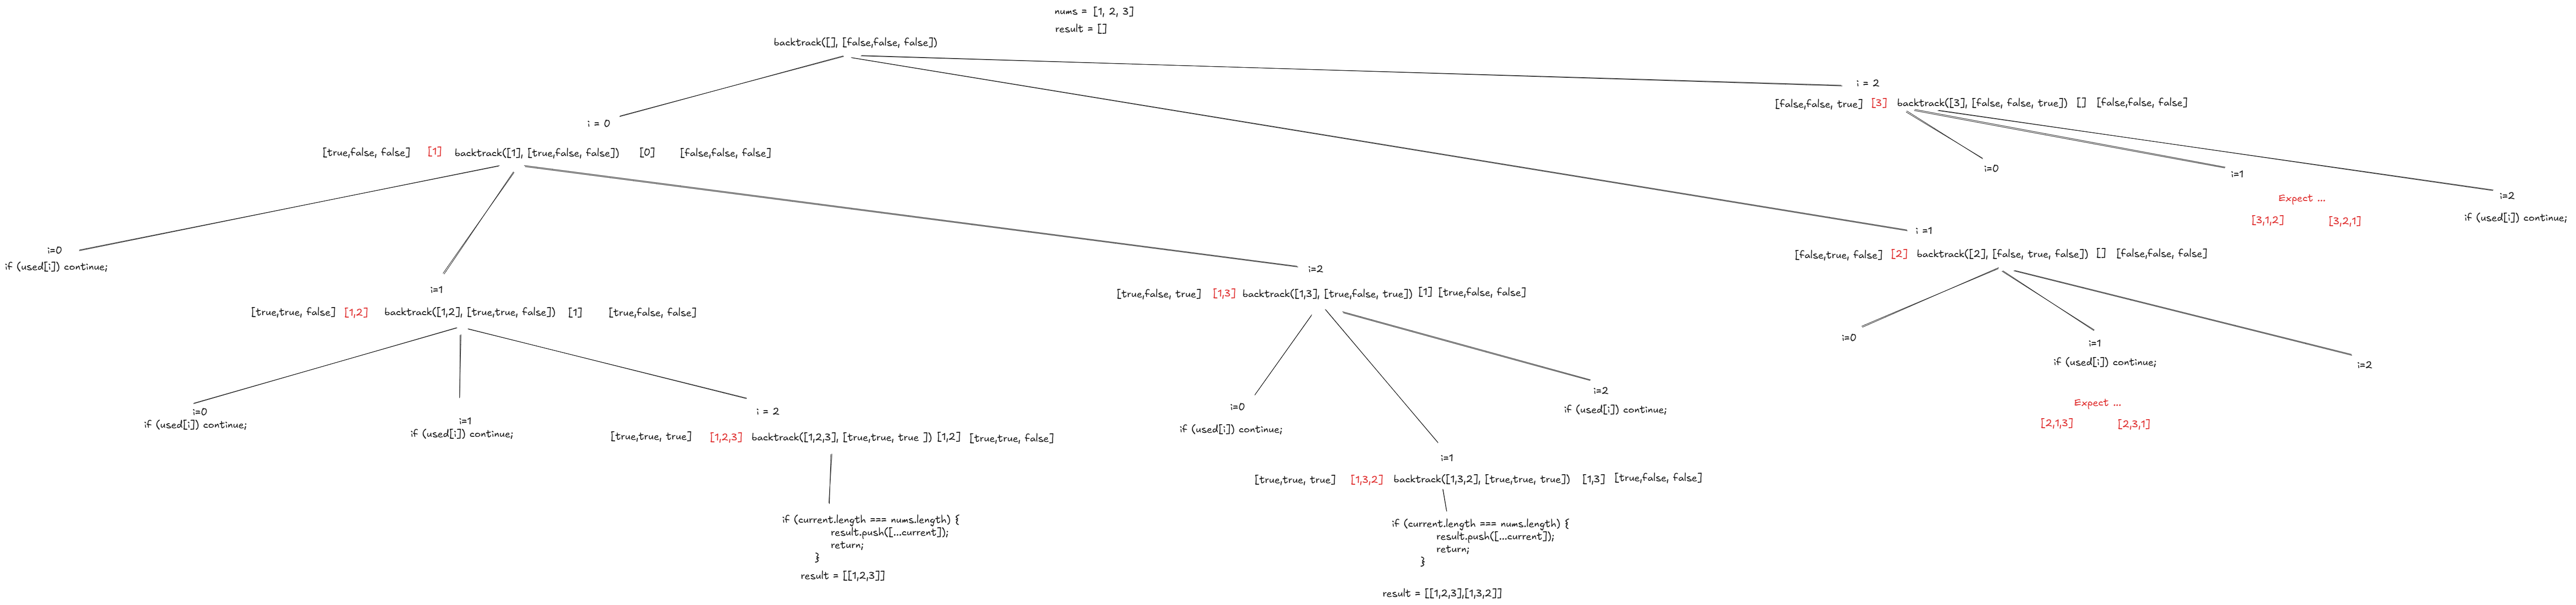 nums = [1, 2, 3]
result = []
backtrack([], [false,false, false])
i = 2
[false,false, true] [3] backtrack([3], [false, false, true]) [] [false,false, false]
i = 0
[true,false, false] [1] backtrack([1], [true,false, false]) [0] [false,false, false]
i=0
i=1
i=2
Expect ...
if (used[i]) continue;
[3,1,2] [3,2,1]
i =1
[false,true, false] [2] backtrack([2], [false, true, false]) [] [false,false, false]
i=0
if (used[i]) continue;
i=1
[true,true, false] [1,2] backtrack([1,2], [true,true, false]) [1] [true,false, false]
i=2
[true,false, true] [1,3] backtrack([1,3], [true,false, true]) [1] [true,false, false]
i=0
i=1
if (used[i]) continue;
i=2
Expect ...
[2,1,3] [2,3,1]
i=0
if (used[i]) continue;
i=1
if (used[i]) continue;
i = 2
[true,true, true] [1,2,3] backtrack([1,2,3], [true,true, true ]) [1,2] [true,true, false]
if (current.length === nums.length) {
result.push([...current]);
return;
}
result = [[1,2,3]]
i=0
if (used[i]) continue;
i=2
if (used[i]) continue;
i=1
[true,true, true] [1,3,2] backtrack([1,3,2], [true,true, true]) [1,3] [true,false, false]
if (current.length === nums.length) {
result.push([...current]);
return;
}
result = [[1,2,3],[1,3,2]]